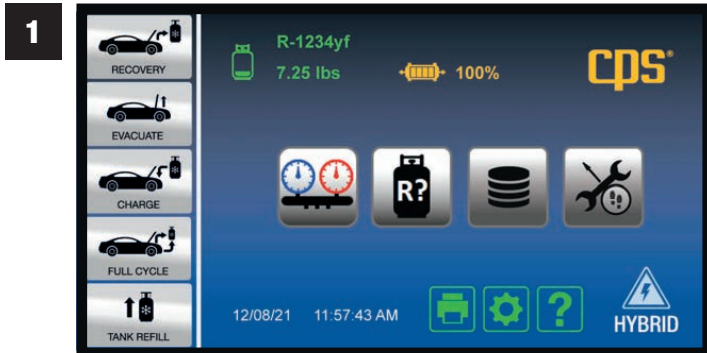 1
RECOVERY
EVACUATE
CHARGE
FULL CYCLE
TANK REFILL
R-1234yf
7.25 lbs
100%
cps®
R?
12/08/21 11:57:43 AM
?
HYBRID